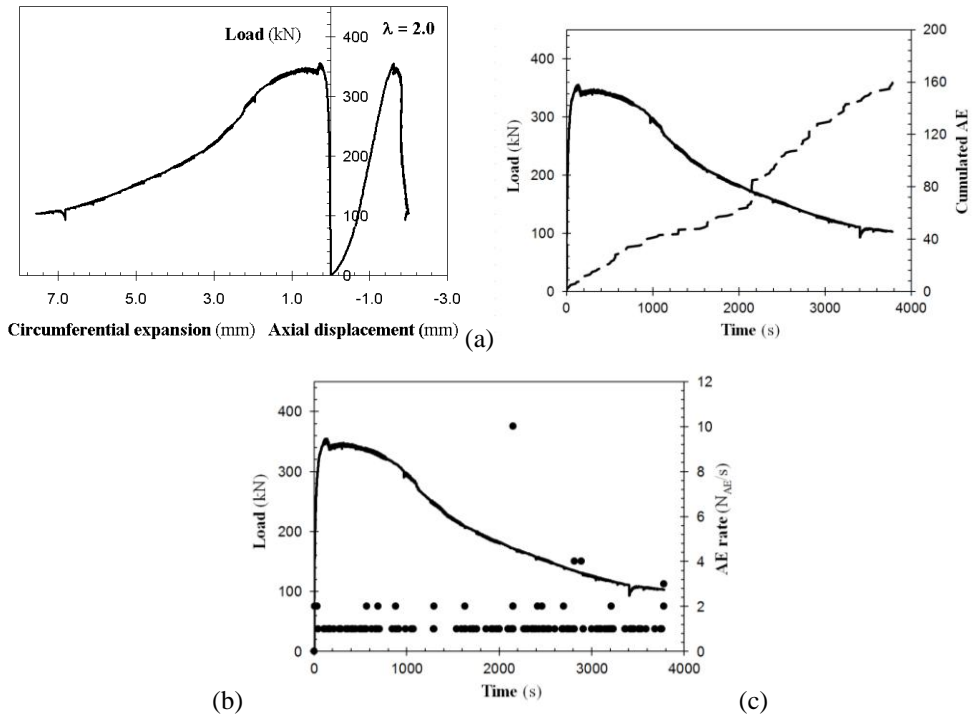 Load (kN)
λ = 2.0
400
300
200
100
0
7.0 5.0 3.0 1.0 -1.0 -3.0
Circumferential expansion (mm) Axial displacement (mm)
(a)
Load (kN)
400
300
200
100
0
0 1000 2000 3000 4000
Time (s)
200
160
120
80
40
0
Cumulated AE
(b)
Load (kN)
400
300
200
100
0
0 1000 2000 3000 4000
Time (s)
12
10
8
6
4
2
0
AE rate (N_AE/s)
(c)